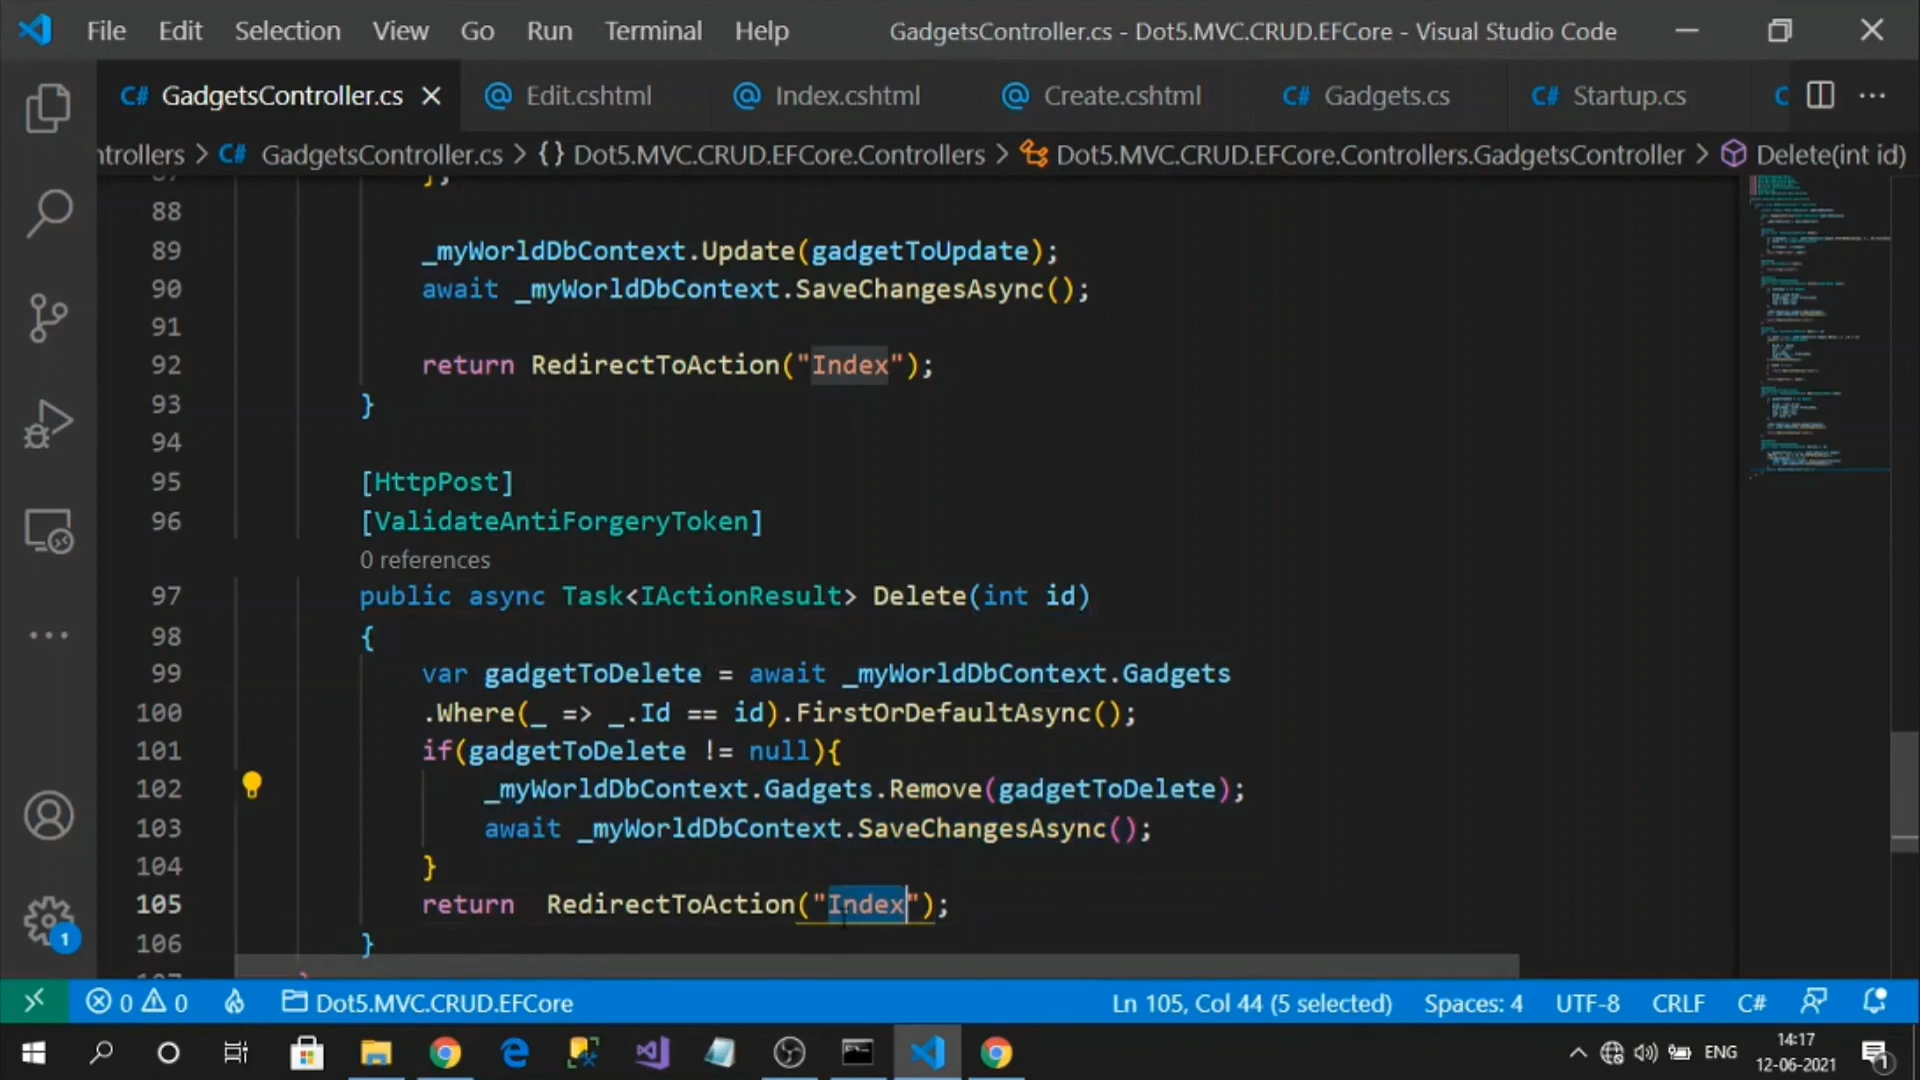 File Edit Selection View Go Run Terminal Help GadgetsController.cs - Dot5.MVC.CRUD.EFCore - Visual Studio Code
C# GadgetsController.cs Edit.cshtml Index.cshtml Create.cshtml C# Gadgets.cs C# Startup.cs
ntrollers > C# GadgetsController.cs > {} Dot5.MVC.CRUD.EFCore.Controllers > Dot5.MVC.CRUD.EFCore.Controllers.GadgetsController > Delete(int id)
87 };
88
89 _myWorldDbContext.Update(gadgetToUpdate);
90 await _myWorldDbContext.SaveChangesAsync();
91
92 return RedirectToAction("Index");
93 }
94
95 [HttpPost]
96 [ValidateAntiForgeryToken]
0 references
97 public async Task<IActionResult> Delete(int id)
98 {
99 var gadgetToDelete = await _myWorldDbContext.Gadgets
100 .Where(_ => _.Id == id).FirstOrDefaultAsync();
101 if(gadgetToDelete != null){
102 _myWorldDbContext.Gadgets.Remove(gadgetToDelete);
103 await _myWorldDbContext.SaveChangesAsync();
104 }
105 return RedirectToAction("Index");
106 }
107 }
1
0 0 Dot5.MVC.CRUD.EFCore Ln 105, Col 44 (5 selected) Spaces: 4 UTF-8 CRLF C#
ENG 14:17
12-06-2021
1